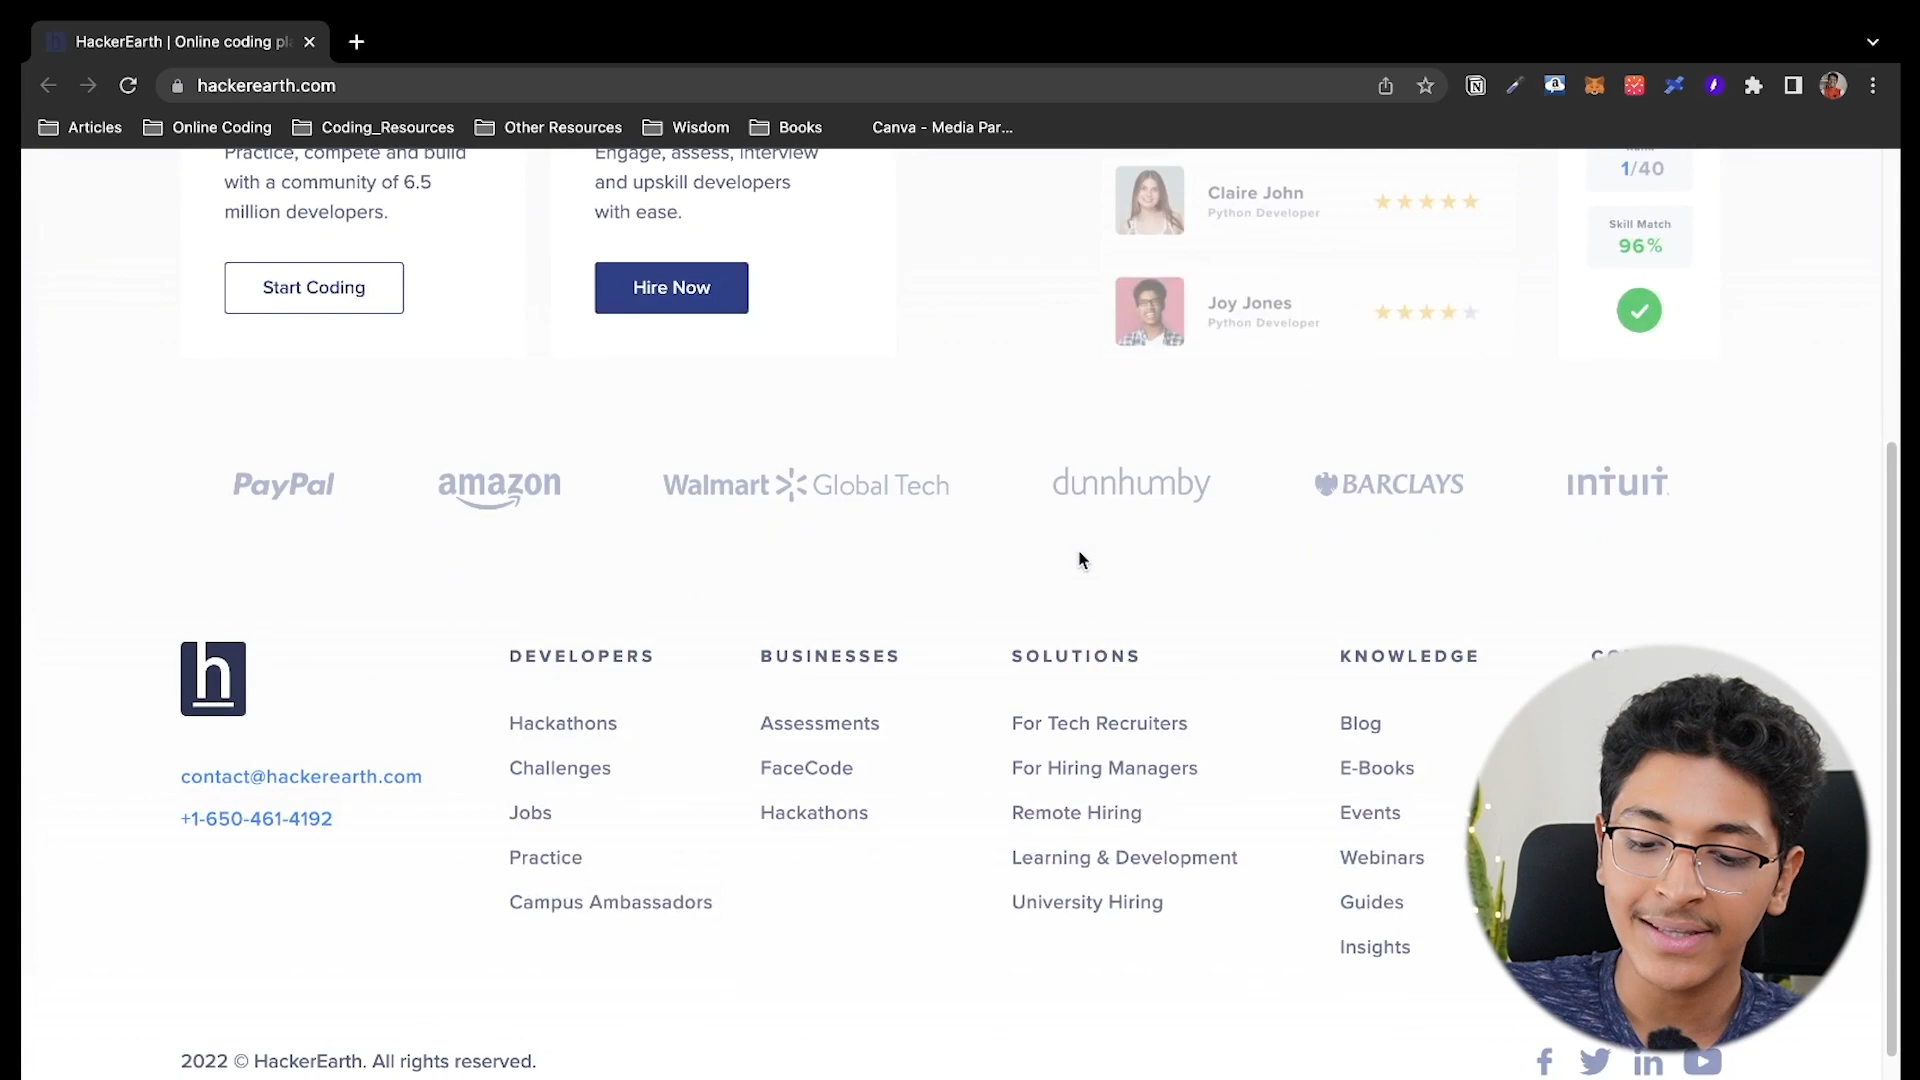 HackerEarth | Online coding pl
hackerearth.com
Articles
Online Coding
Coding_Resources
Other Resources
Wisdom
Books
Canva - Media Par...
Practice, compete and build
with a community of 6.5
million developers.
Start Coding
Engage, assess, interview
and upskill developers
with ease.
Hire Now
Claire John
Python Developer
Joy Jones
Python Developer
1/40
Skill Match
96%
PayPal
amazon
Walmart Global Tech
dunnhumby
BARCLAYS
INTUIT
h
contact@hackerearth.com
+1-650-461-4192
DEVELOPERS
Hackathons
Challenges
Jobs
Practice
Campus Ambassadors
BUSINESSES
Assessments
FaceCode
Hackathons
SOLUTIONS
For Tech Recruiters
For Hiring Managers
Remote Hiring
Learning & Development
University Hiring
KNOWLEDGE
Blog
E-Books
Events
Webinars
Guides
Insights
2022 © HackerEarth. All rights reserved.